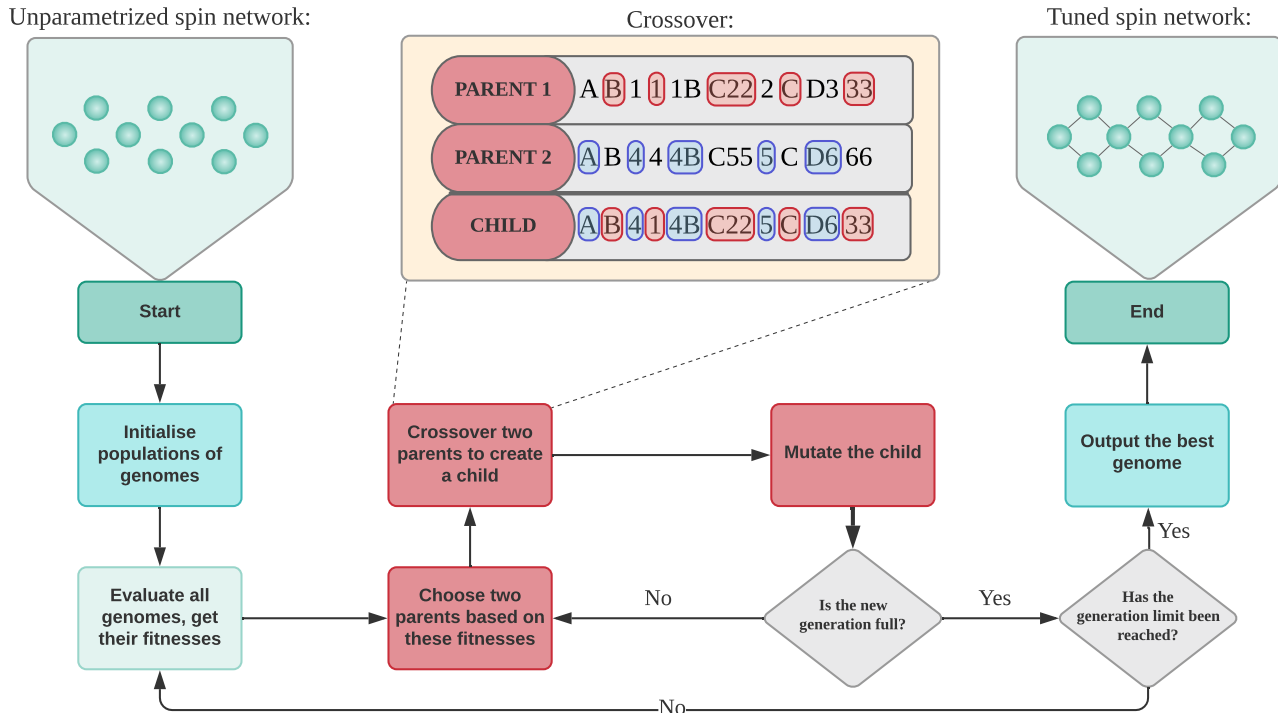 Unparametrized spin network:
Crossover:
Tuned spin network:
PARENT 1 A B 1 1 1B C22 2 C D3 33
PARENT 2 A B 4 4 4B C55 5 C D6 66
CHILD A B 4 1 4B C22 5 C D6 33
Start
End
Initialise
populations of
genomes
Crossover two
parents to create
a child
Mutate the child
Output the best
genome
Yes
Evaluate all
genomes, get
their fitnesses
Choose two
parents based on
these fitnesses
No
Is the new
generation full?
Yes
Has the
generation limit been
reached?
No